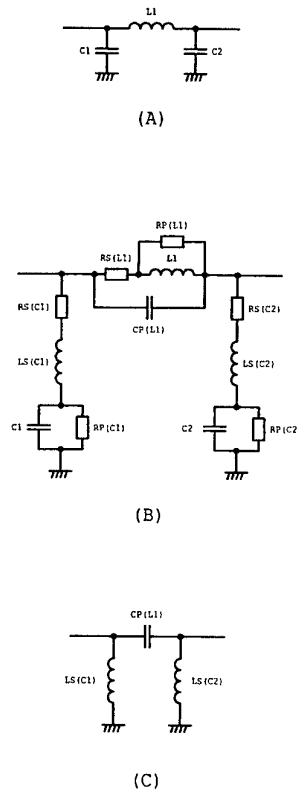 L1
C1
C2
(A)
RP(L1)
RS(L1)
L1
RS(C1)
CP(L1)
RS(C2)
LS(C1)
LS(C2)
C1
RP(C1)
C2
RP(C2
(B)
CP(L1)
LS(C1)
LS(C2)
(C)